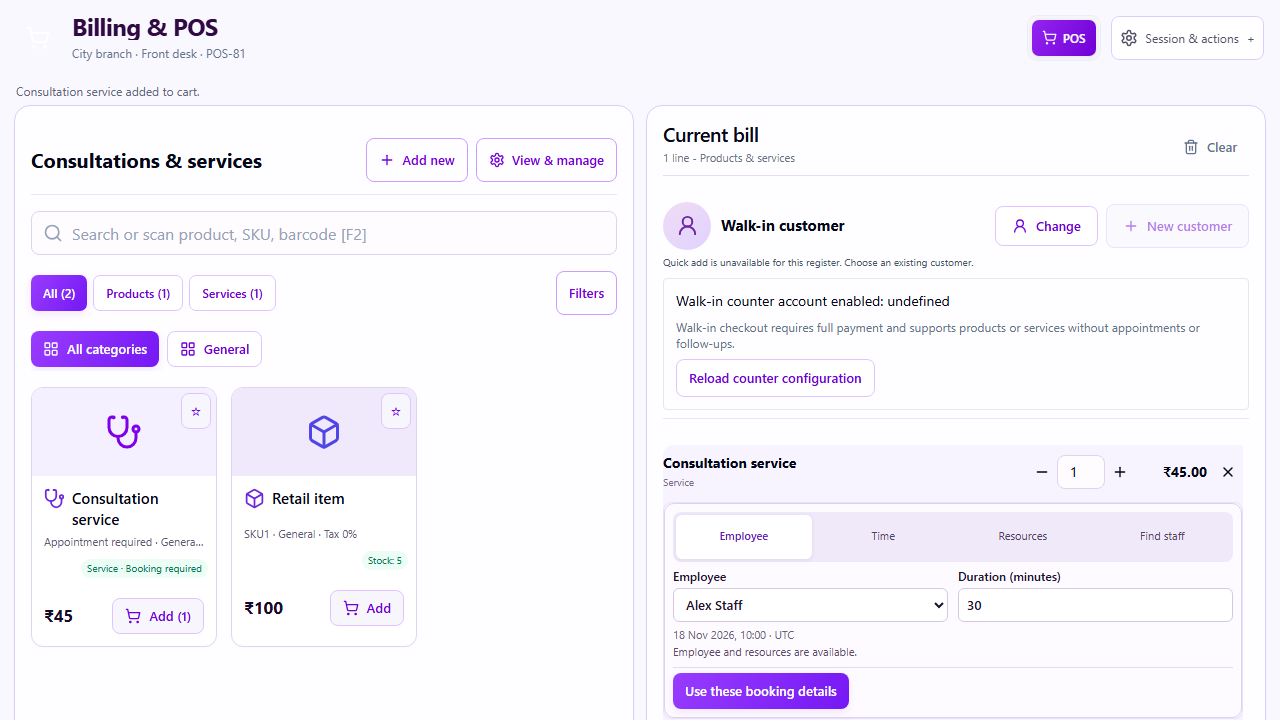 Billing & POS
City branch · Front desk · POS-81
POS
Session & actions +
Consultation service added to cart.
Consultations & services
Add new
View & manage
Search or scan product, SKU, barcode [F2]
All (2)
Products (1)
Services (1)
Filters
All categories
General
Consultation
service
Appointment required · Genera...
Service · Booking required
₹45
Add (1)
Retail item
SKU1 · General · Tax 0%
Stock: 5
₹100
Add
Current bill
1 line - Products & services
Clear
Walk-in customer
Change
New customer
Quick add is unavailable for this register. Choose an existing customer.
Walk-in counter account enabled: undefined
Walk-in checkout requires full payment and supports products or services without appointments or
follow-ups.
Reload counter configuration
Consultation service
Service
1
₹45.00
Employee
Time
Resources
Find staff
Employee
Duration (minutes)
Alex Staff
30
18 Nov 2026, 10:00 · UTC
Employee and resources are available.
Use these booking details